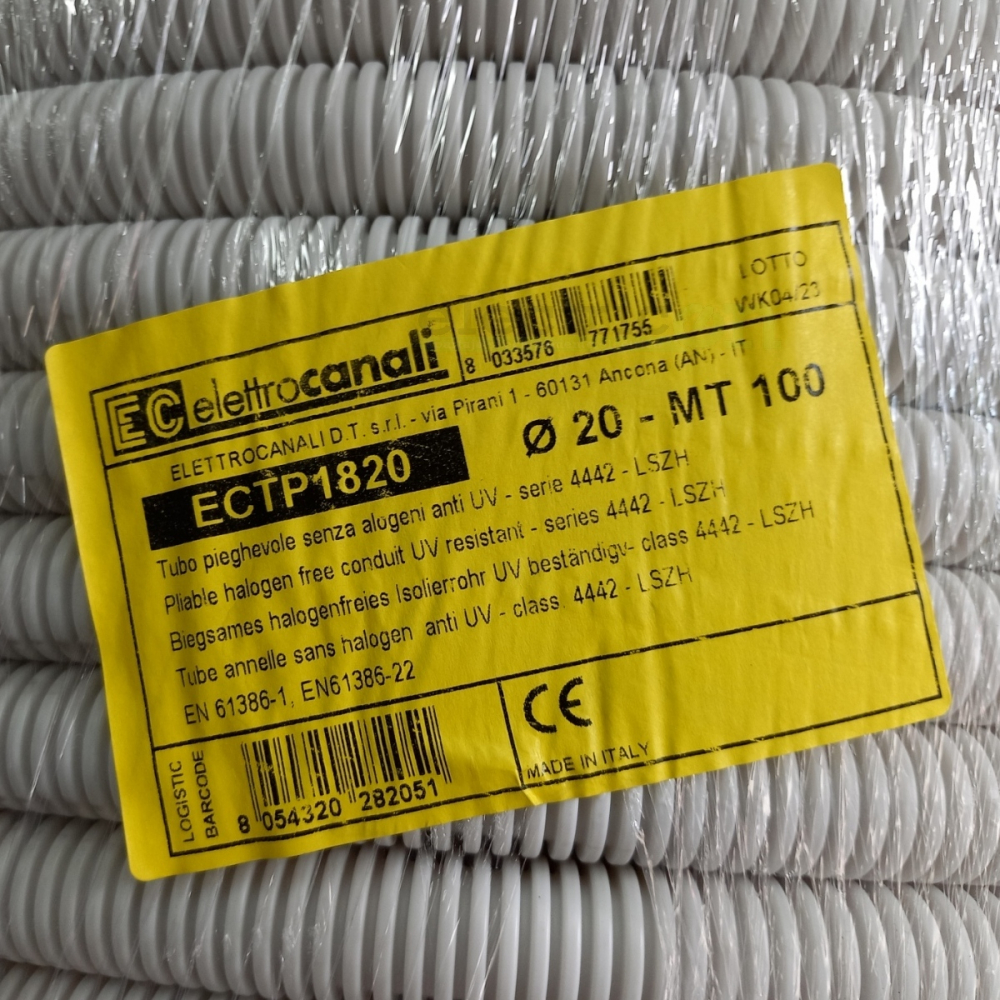 EC elettrocanali
8 033576 771755
LOTTO
WK04/23
ELETTROCANALI D.T. s.r.l. - via Pirani 1 - 60131 Ancona (AN) - IT
ECTP1820
Ø 20 - MT 100
Tubo pieghevole senza alogeni anti UV - serie 4442 - LSZH
Pliable halogen free conduit UV resistant - series 4442 - LSZH
Biegsames halogenfreies Isolierrohr UV beständigv- class 4442 - LSZH
Tube annelle sans halogen anti UV - class. 4442 - LSZH
EN 61386-1, EN61386-22
LOGISTIC
BARCODE
8 054320 282051
CE
MADE IN ITALY